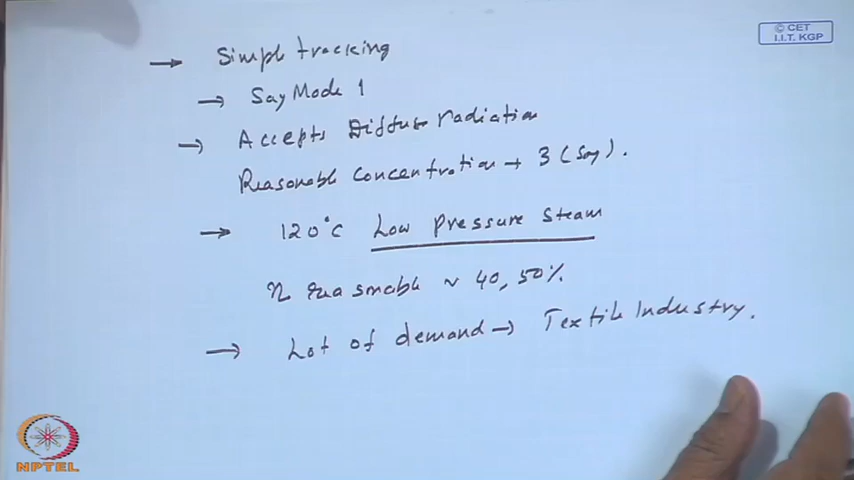 © CET
I.I.T. KGP
→ Simple tracking
→ Say Mode 1
→ Accepts Diffuse radiation
Reasonable concentration → 3 (say).
→ 120°C Low pressure steam
η reasonable ~ 40, 50%
→ Lot of demand → Textile Industry.
NPTEL